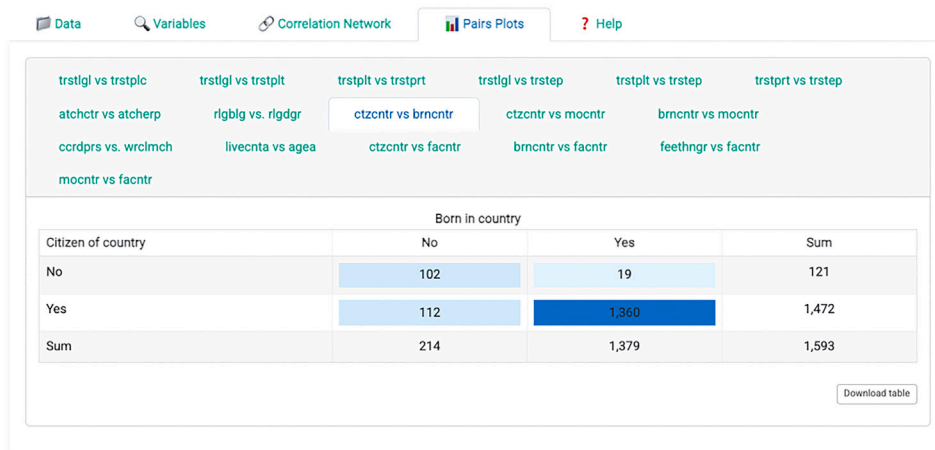 Data Variables Correlation Network Pairs Plots Help
trstlgl vs trstplc trstlgl vs trstplt trstplt vs trstprt trstlgl vs trstep trstplt vs trstep trstprt vs trstep
atchctr vs atcherp rlgblg vs. rlgdgr ctzcntr vs brncntr ctzcntr vs mocntr brncntr vs mocntr
ccrdprs vs. wrclmch livecnta vs agea ctzcntr vs facntr brncntr vs facntr feethngr vs facntr
mocntr vs facntr
Born in country
Citizen of country No Yes Sum
No 102 19 121
Yes 112 1,360 1,472
Sum 214 1,379 1,593
Download table